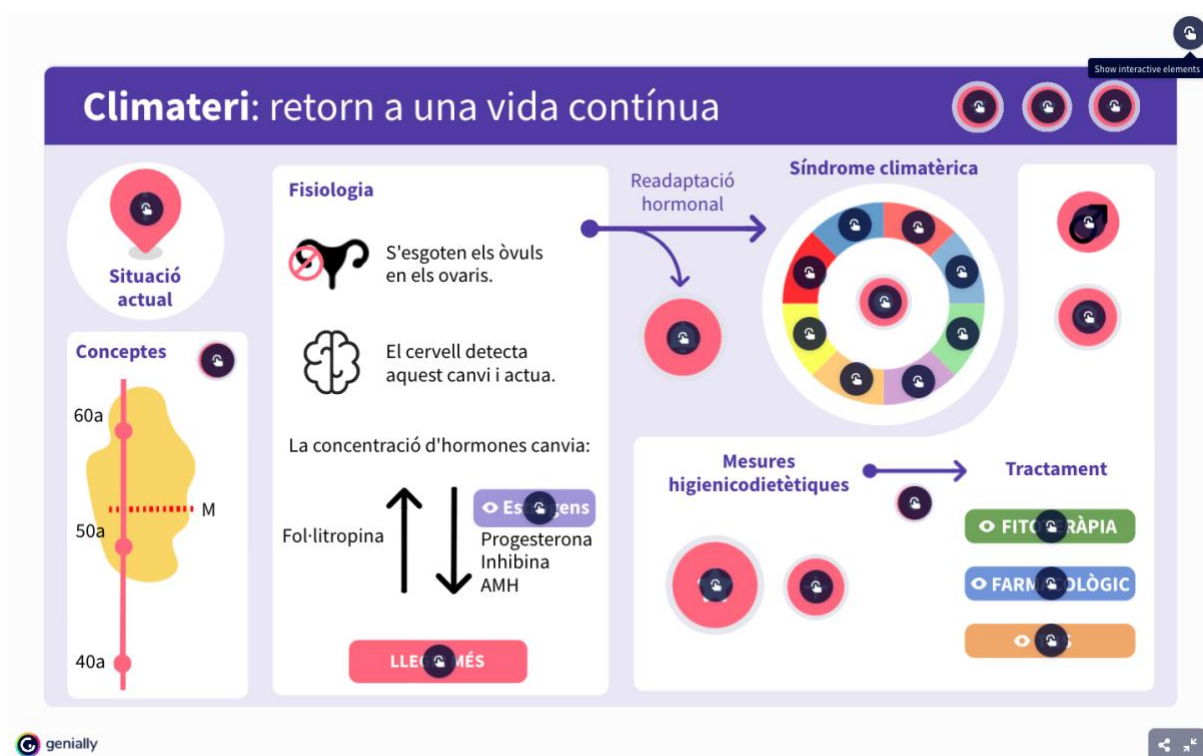 Show interactive elements
Climateri: retorn a una vida contínua
Situació
actual
Conceptes
60a
M
50a
40a
Fisiologia
S'esgoten els òvuls
en els ovaris.
El cervell detecta
aquest canvi i actua.
La concentració d'hormones canvia:
Fol·litropina
Progesterona
Inhibina
AMH
Readaptació
hormonal
Síndrome climatèrica
Mesures
higienicodietètiques
Tractament
genially